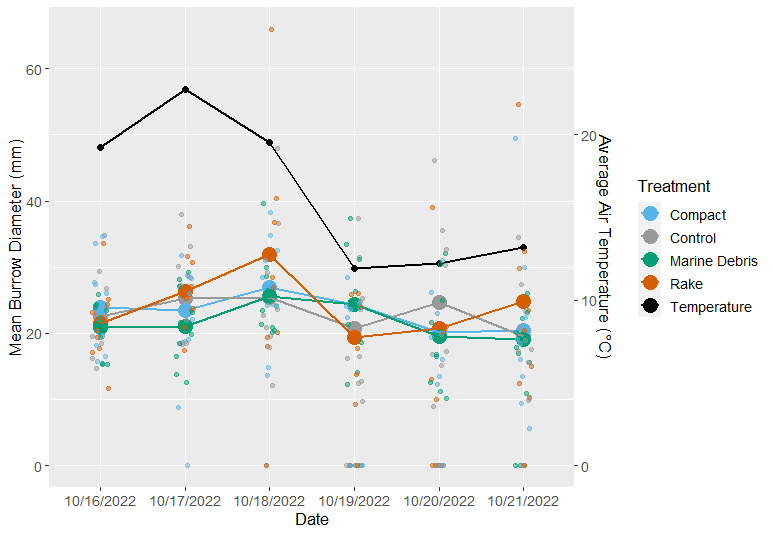 Mean Burrow Diameter (mm)
60
40
20
0
20
10
0
Average Air Temperature (°C)
10/16/2022 10/17/2022 10/18/2022 10/19/2022 10/20/2022 10/21/2022
Date
Treatment
Compact
Control
Marine Debris
Rake
Temperature